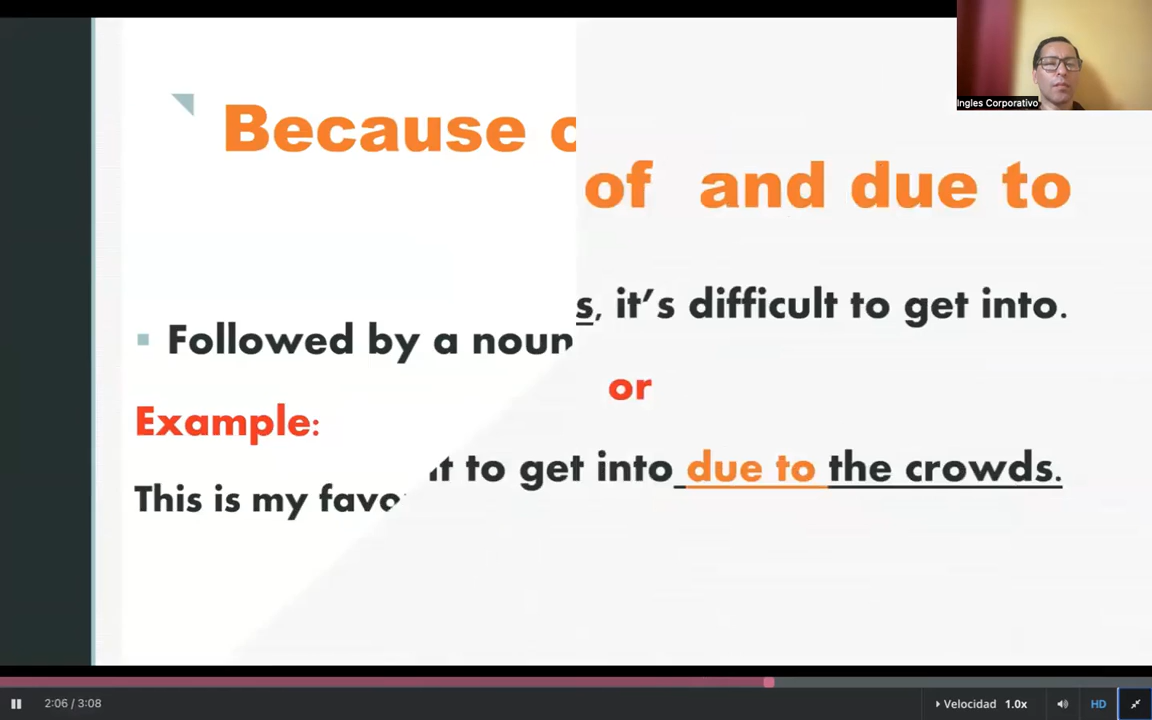 Ingles Corporativo
Because
of and due to
s, it's difficult to get into.
Followed by a noun
or
Example:
to get into due to the crowds.
This is my favo
2:06 / 3:08
Velocidad 1.0x
HD